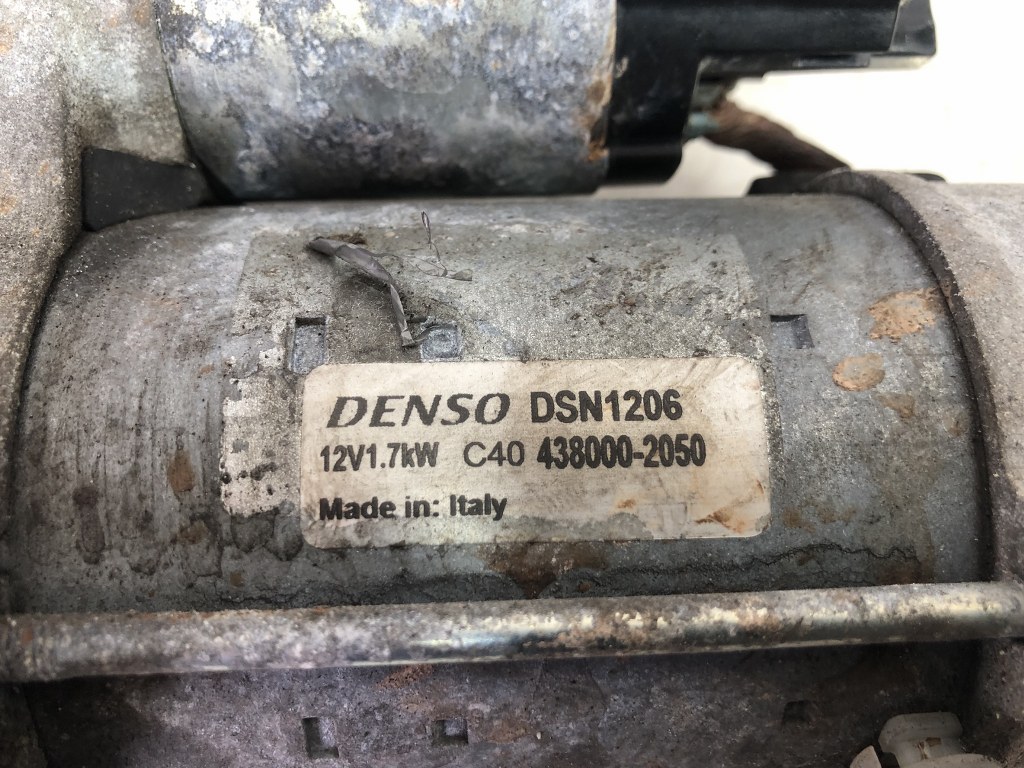 DENSO DSN1206
12V1.7kW C40 438000-2050
Made in: Italy